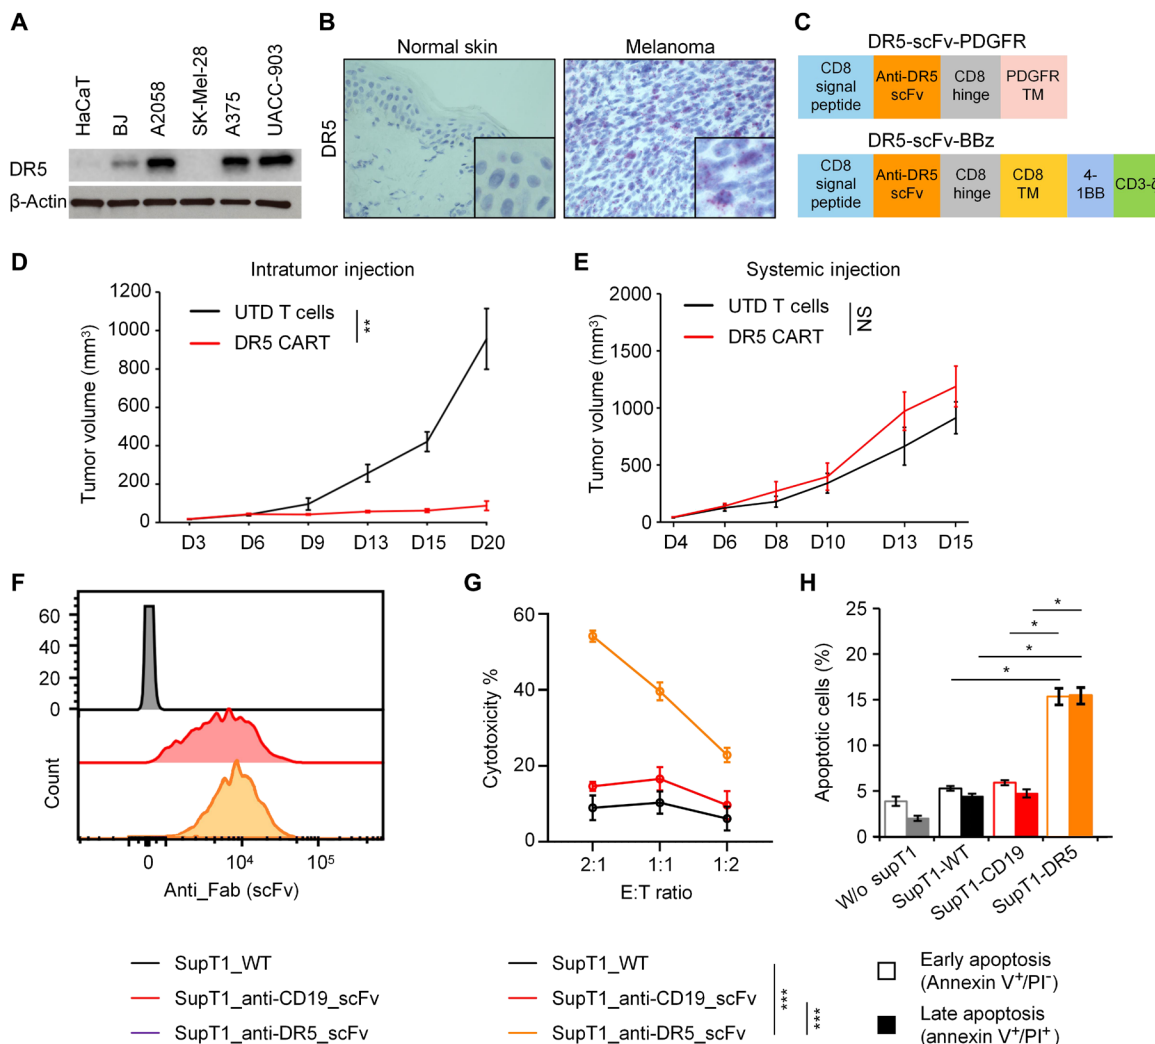 A
HaCaT
BJ
A2058
SK-Mel-28
A375
UACC-903
DR5
β-Actin
B
Normal skin
Melanoma
DR5
C
DR5-scFv-PDGFR
CD8
signal
peptide
Anti-DR5
scFv
CD8
hinge
PDGFR
TM
DR5-scFv-BBz
CD8
signal
peptide
Anti-DR5
scFv
CD8
hinge
CD8
TM
4-
1BB
D
Intratumor injection
Tumor volume (mm³)
1200
1000
800
600
400
200
0
UTD T cells
DR5 CART
**
D3
D6
D9
D13
D15
D20
E
Systemic injection
Tumor volume (mm³)
2000
1500
1000
500
0
UTD T cells
DR5 CART
NS
D4
D6
D8
D10
D13
D15
F
60
40
20
0
Count
0
10⁴
10⁵
Anti_Fab (scFv)
SupT1_WT
SupT1_anti-CD19_scFv
SupT1_anti-DR5_scFv
G
Cytotoxicity %
60
40
20
0
2:1
1:1
1:2
E:T ratio
SupT1_WT
SupT1_anti-CD19_scFv
SupT1_anti-DR5_scFv
***
***
H
Apoptotic cells (%)
25
20
15
10
5
0
*
*
*
*
W/o supT1
SupT1-WT
SupT1-CD19
SupT1-DR5
Early apoptosis
(Annexin V⁺/PI⁻)
Late apoptosis
(annexin V⁺/PI⁺)